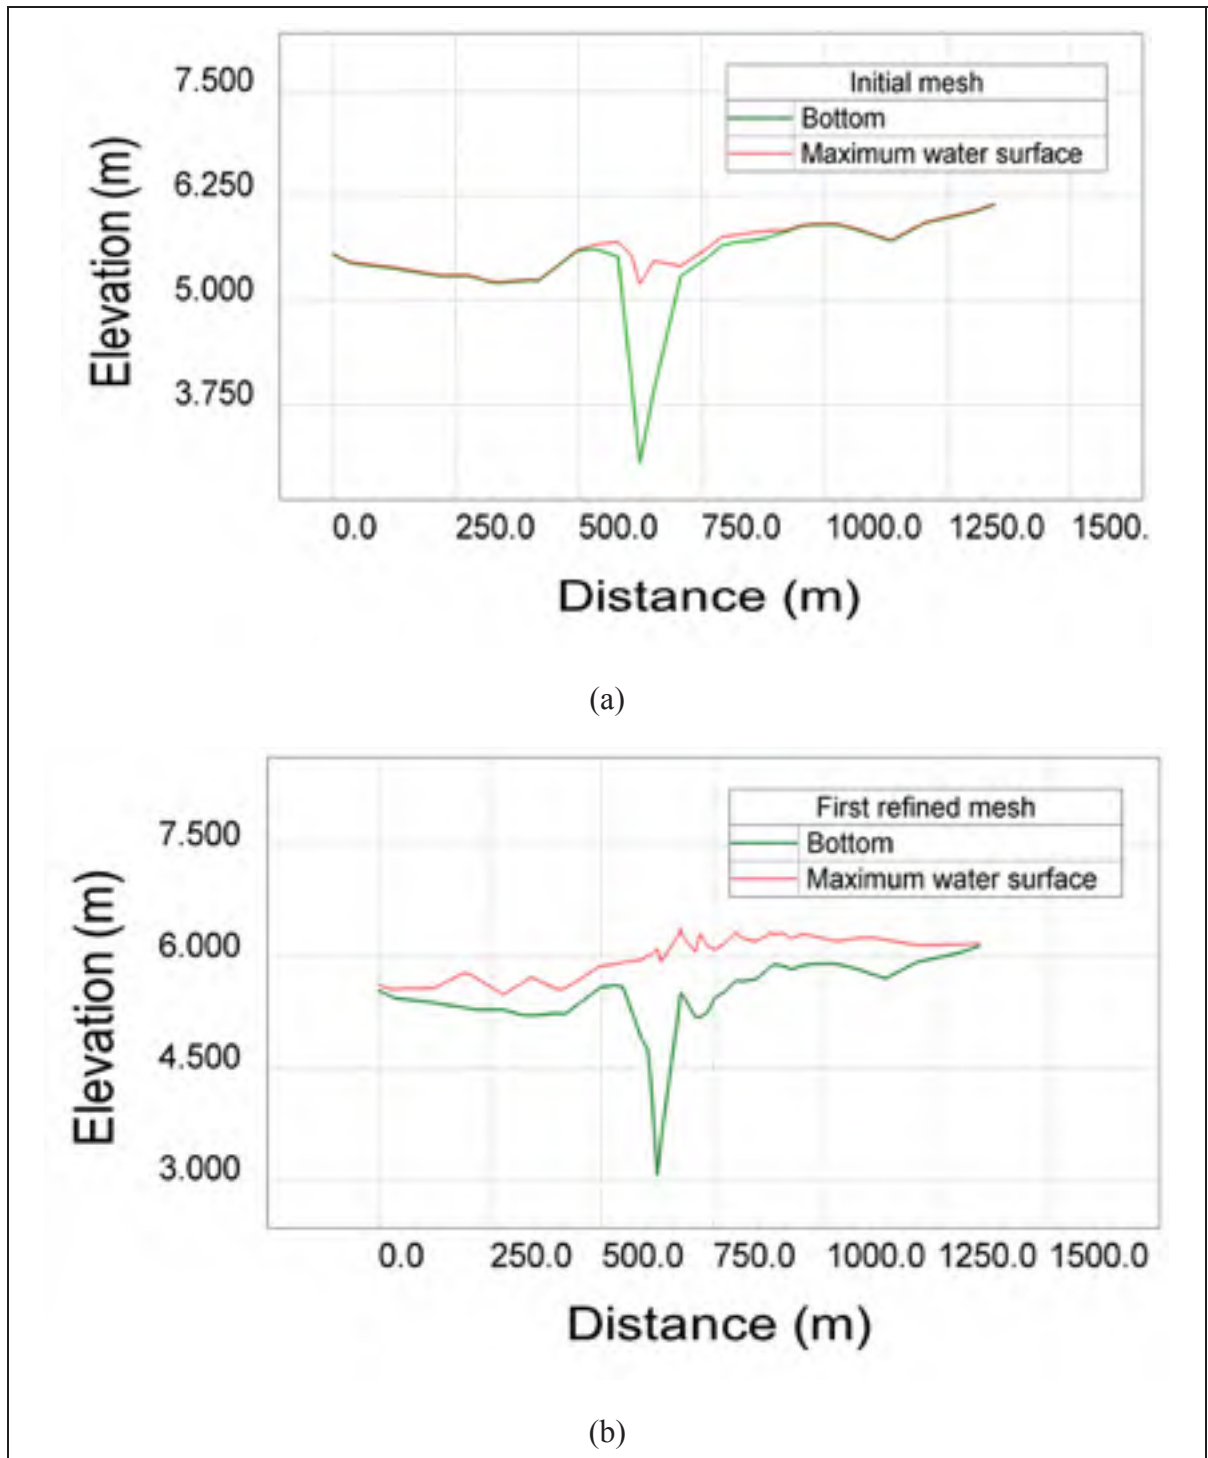 7.500
6.250
5.000
3.750
Elevation (m)
Initial mesh
Bottom
Maximum water surface
0.0 250.0 500.0 750.0 1000.0 1250.0 1500.
Distance (m)
(a)
7.500
6.000
4.500
3.000
Elevation (m)
First refined mesh
Bottom
Maximum water surface
0.0 250.0 500.0 750.0 1000.0 1250.0 1500.0
Distance (m)
(b)